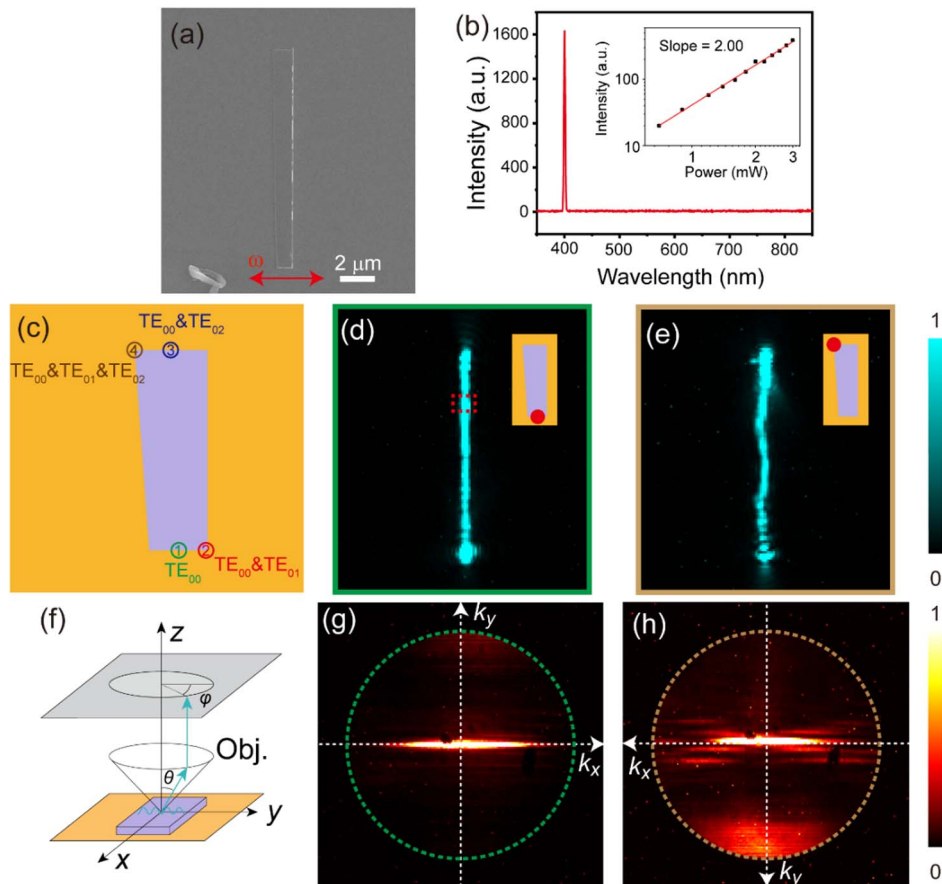 (a)
ω
2 μm
(b)
Intensity (a.u.)
1600
1200
800
400
0
400
500
600
700
800
Wavelength (nm)
Slope = 2.00
Intensity (a.u.)
100
10
1
2
3
Power (mW)
(c)
TE00&TE02
4
3
TE00&TE01&TE02
1
2
TE00
TE00&TE01
(d)
(e)
1
0
(f)
z
φ
Obj.
θ
y
x
(g)
ky
kx
(h)
kx
ky
1
0